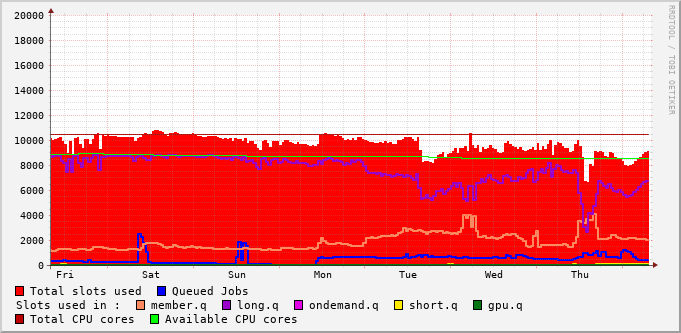 20000
18000
16000
14000
12000
10000
8000
6000
4000
2000
0
Fri Sat Sun Mon Tue Wed Thu
Total slots used Queued Jobs
Slots used in : member.q long.q ondemand.q short.q gpu.q
Total CPU cores Available CPU cores
RRDTOOL / TOBI OETIKER